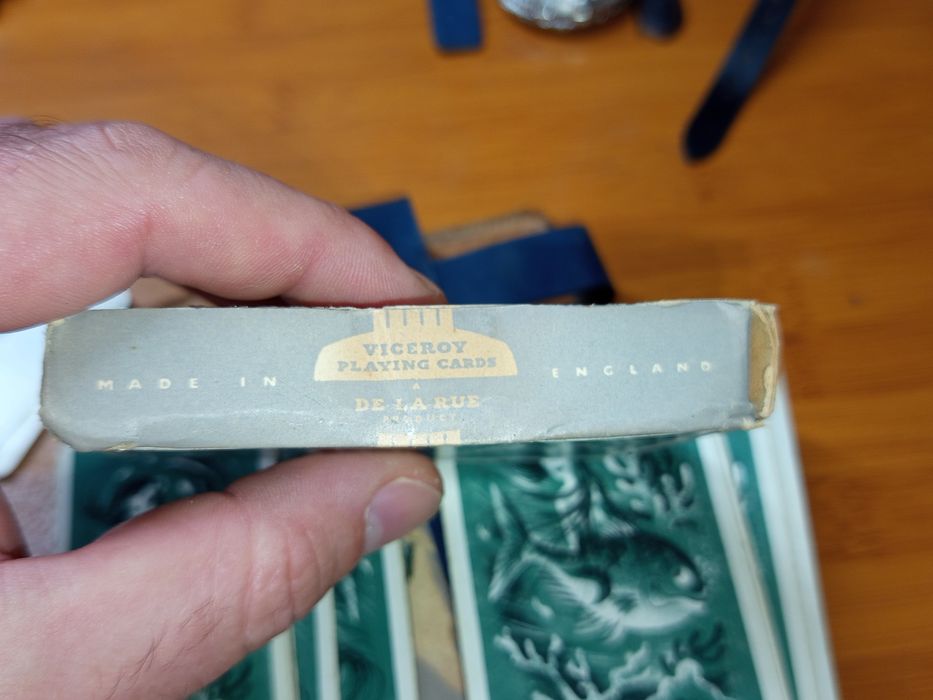 VICEROY
PLAYING CARDS
MADE IN ENGLAND
A
DE·LA·RUE
PRODUCT